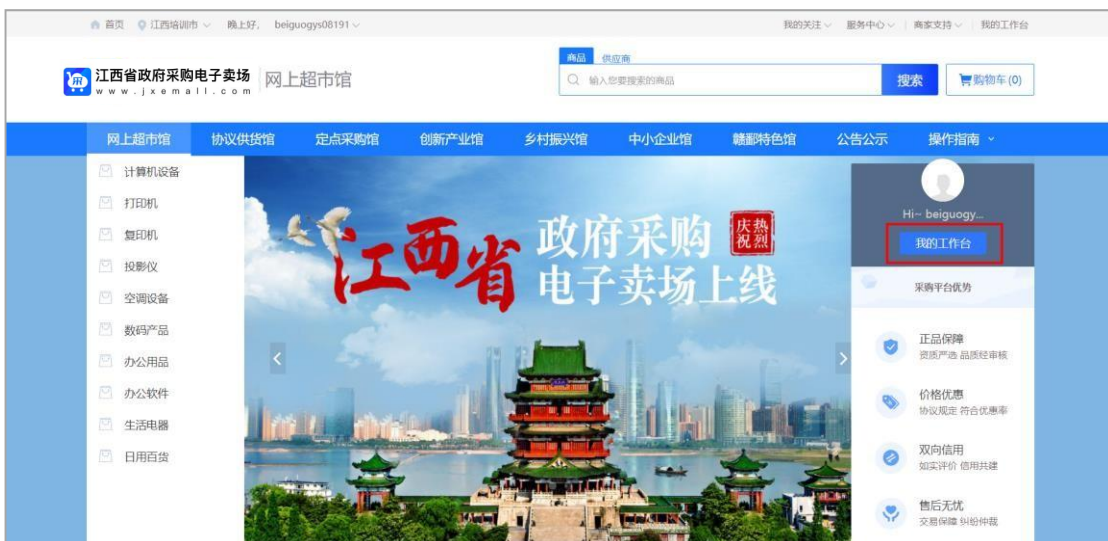 首页 江西培训市 晚上好, beiguogys08191 我的关注 服务中心 商家支持 我的工作台
商品 供应商
江西省政府采购电子卖场 网上超市馆
www.jxemall.com
输入您要搜索的商品 搜索 购物车(0)
网上超市馆 协议供货馆 定点采购馆 创新产业馆 乡村振兴馆 中小企业馆 赣鄱特色馆 公告公示 操作指南
计算机设备
打印机
复印机
投影仪
空调设备
数码产品
办公用品
办公软件
生活电器
日用百货
江西省 政府采购 热烈庆祝
电子卖场上线
Hi~ beiguogy...
我的工作台
采购平台优势
正品保障
资质严选 品质经审核
价格优惠
协议规定 符合优惠率
双向信用
如实评价 信用共建
售后无忧
交易保障 纠纷仲裁